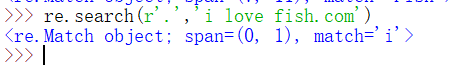 >>> re.search(r'.','i love fish.com')
<re.Match object; span=(0, 1), match='i'>
>>>